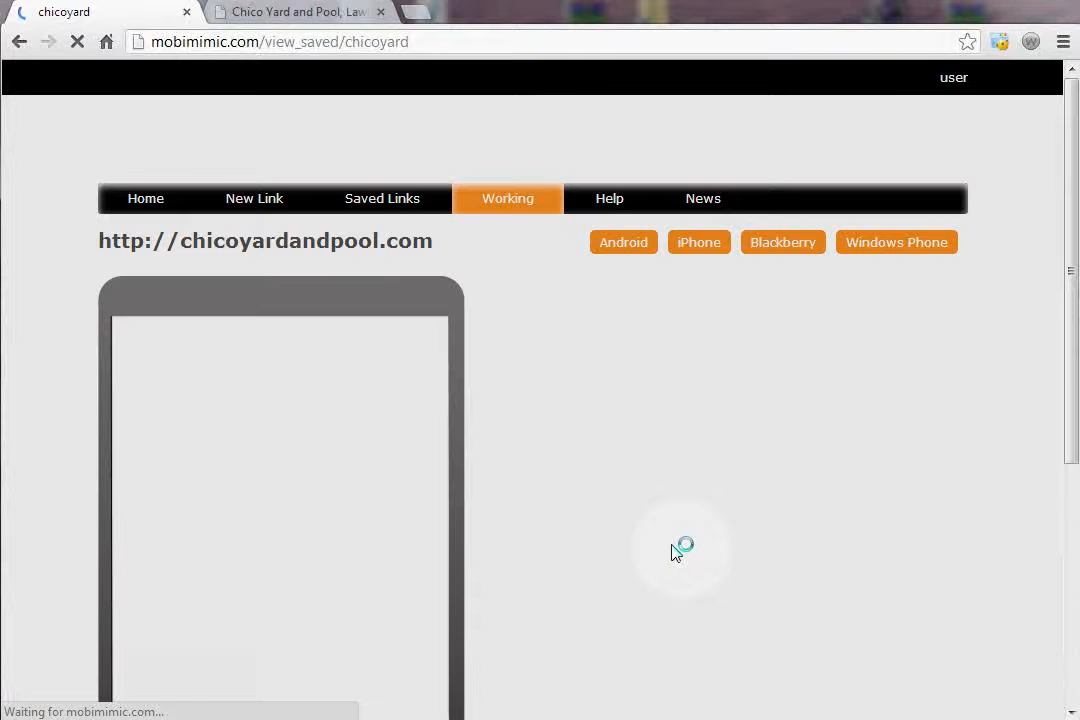 chicoyard
Chico Yard and Pool, Law
mobimimic.com/view_saved/chicoyard
W
user
Home New Link Saved Links Working Help News
http://chicoyardandpool.com
Android iPhone Blackberry Windows Phone
Waiting for mobimimic.com...